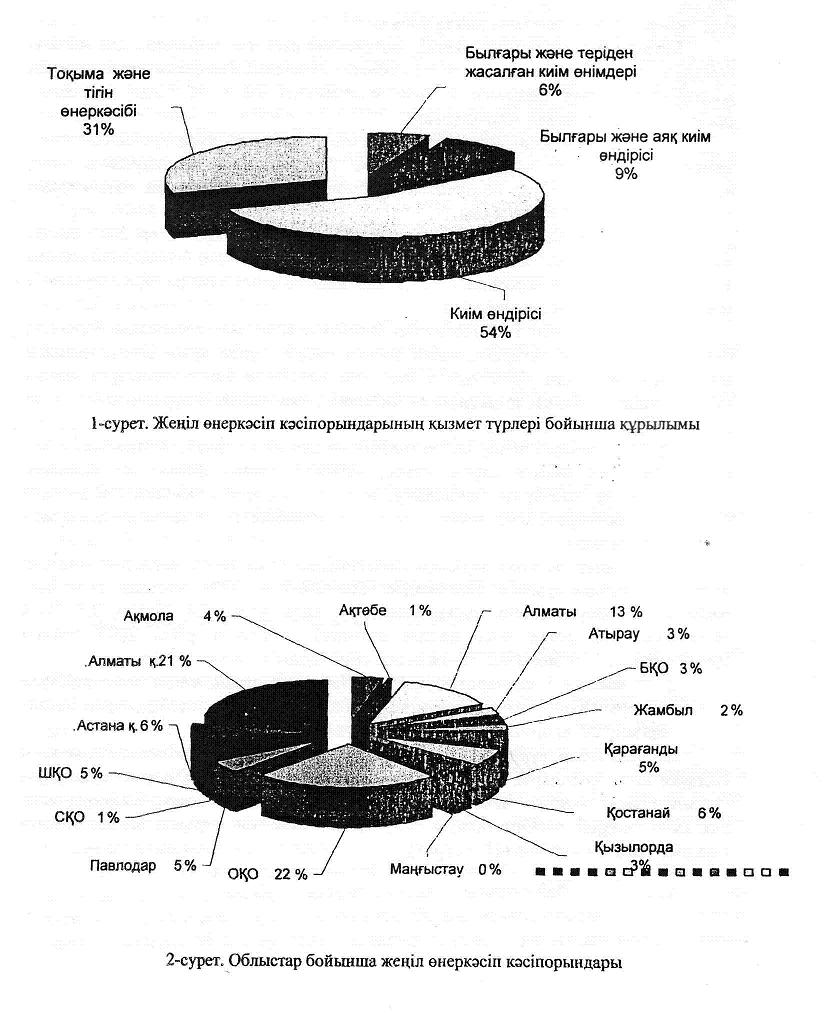 Былғары және теріден
жасалған киім өнімдері
6%
Тоқыма және
тігін
өнеркәсібі
31%
Былғары және аяқ киім
өндірісі
9%
Киім өндірісі
54%
1-сурет. Жеңіл өнеркәсіп кәсіпорындарының қызмет түрлері бойынша құрылымы
Ақмола 4%
Ақтөбе 1%
Алматы 13 %
Атырау 3%
.Алматы қ.21 %
БҚО 3%
.Астана қ.6%
Жамбыл 2%
Қарағанды
5%
ШҚО 5%
СҚО 1%
Қостанай 6%
Қызылорда
3%
Павлодар 5%
ОҚО 22 %
Маңғыстау 0%
2-сурет. Облыстар бойынша жеңіл өнеркәсіп кәсіпорындары